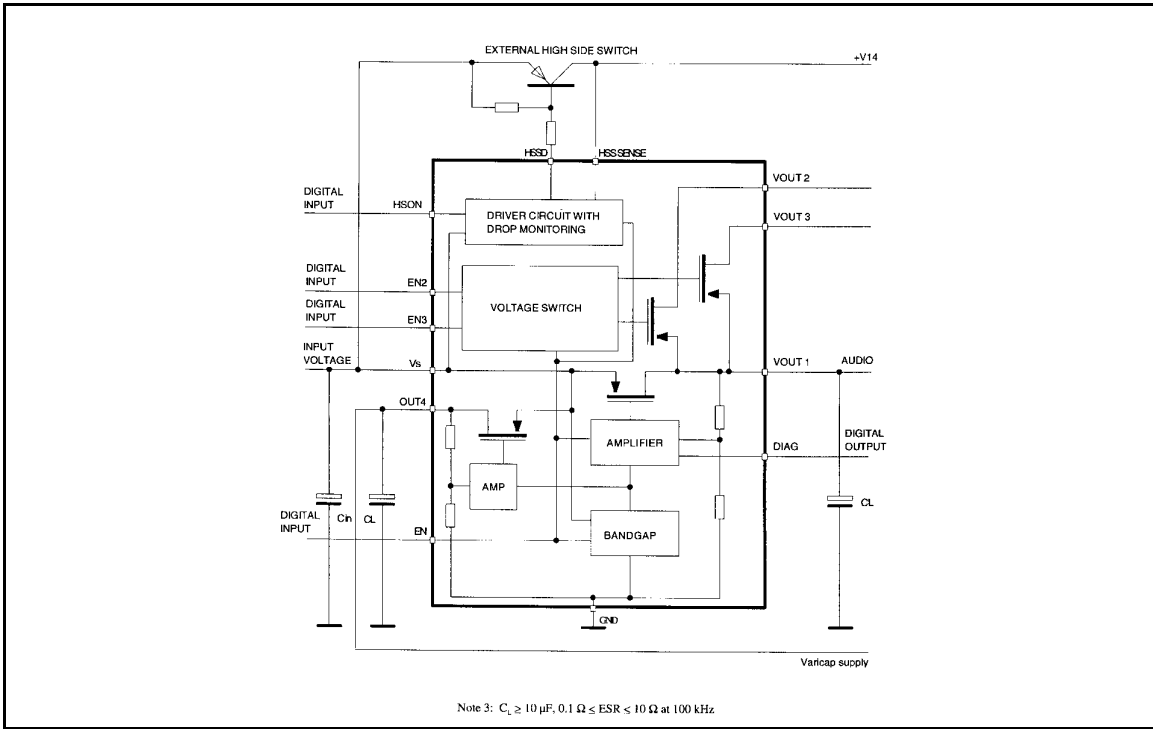 EXTERNAL HIGH SIDE SWITCH
+V14
HSSD
HSSSENSE
VOUT 2
DIGITAL
INPUT
HSON
DRIVER CIRCUIT WITH
DROP MONITORING
VOUT 3
DIGITAL
INPUT
EN2
VOLTAGE SWITCH
DIGITAL
INPUT
EN3
INPUT
VOLTAGE
Vs
VOUT 1
AUDIO
OUT4
AMPLIFIER
DIAG
DIGITAL
OUTPUT
AMP
Cin
CL
CL
DIGITAL
INPUT
EN
BANDGAP
GND
Varicap supply
Note 3: CL ≥ 10 µF, 0.1 Ω ≤ ESR ≤ 10 Ω at 100 kHz